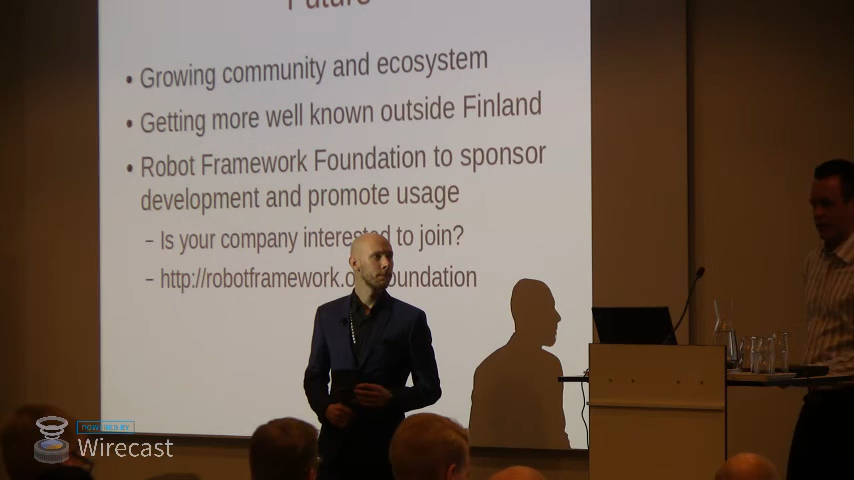 Future
• Growing community and ecosystem
• Getting more well known outside Finland
• Robot Framework Foundation to sponsor
development and promote usage
– Is your company interested to join?
– http://robotframework.o oundation
POWERED BY
Wirecast